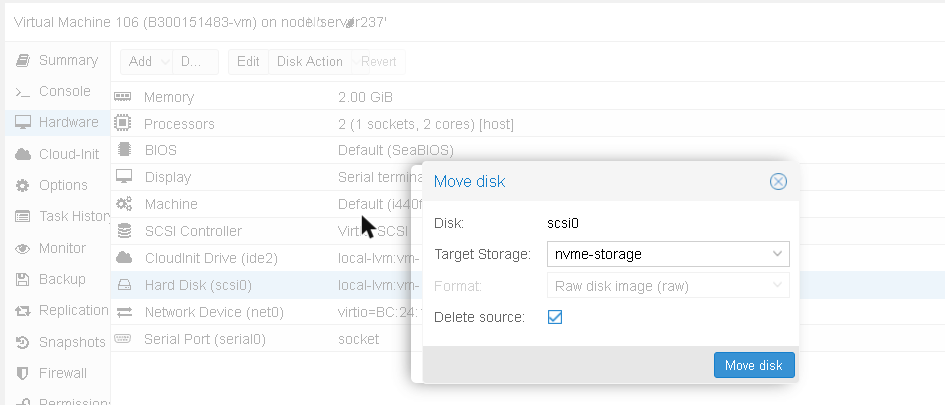 Virtual Machine 106 (B300151483-vm) on node 'server237'
Summary
Console
Hardware
Cloud-Init
Options
Task History
Monitor
Backup
Replication
Snapshots
Firewall
Permissions
Add D... Edit Disk Action Revert
Memory 2.00 GiB
Processors 2 (1 sockets, 2 cores) [host]
BIOS Default (SeaBIOS)
Display Serial termina
Machine Default (i440f
SCSI Controller VirtIO SCSI
CloudInit Drive (ide2) local-lvm:vm-
Hard Disk (scsi0) local-lvm:vm-
Network Device (net0) virtio=BC:24:
Serial Port (serial0) socket
Move disk
Disk: scsi0
Target Storage: nvme-storage
Format: Raw disk image (raw)
Delete source:
Move disk